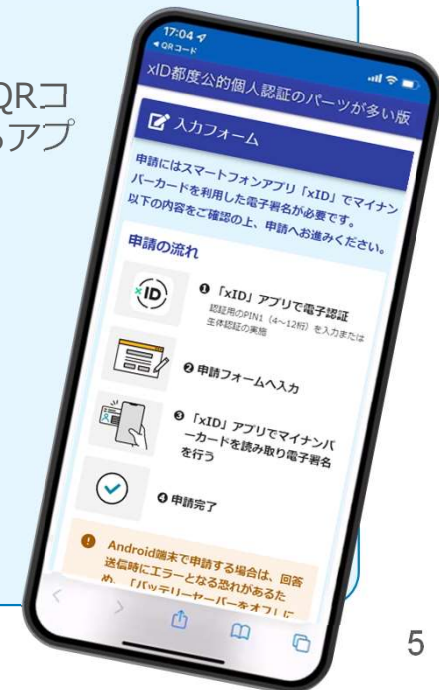 QRコ
るアプ
17:04
◀ QRコード
xID都度公的個人認証のパーツが多い版
入力フォーム
申請にはスマートフォンアプリ「xID」でマイナン
バーカードを利用した電子署名が必要です。
以下の内容をご確認の上、申請へお進みください。
申請の流れ
xID
❶ 「xID」アプリで電子認証
認証用のPIN1（4～12桁）を入力または
生体認証の実施
❷ 申請フォームへ入力
❸ 「xID」アプリでマイナンバ
ーカードを読み取り電子署名
を行う
❹ 申請完了
Android端末で申請する場合は、回答
送信時にエラーとなる恐れがあるた
め、「バッテリーセーバーをオフ」に
5